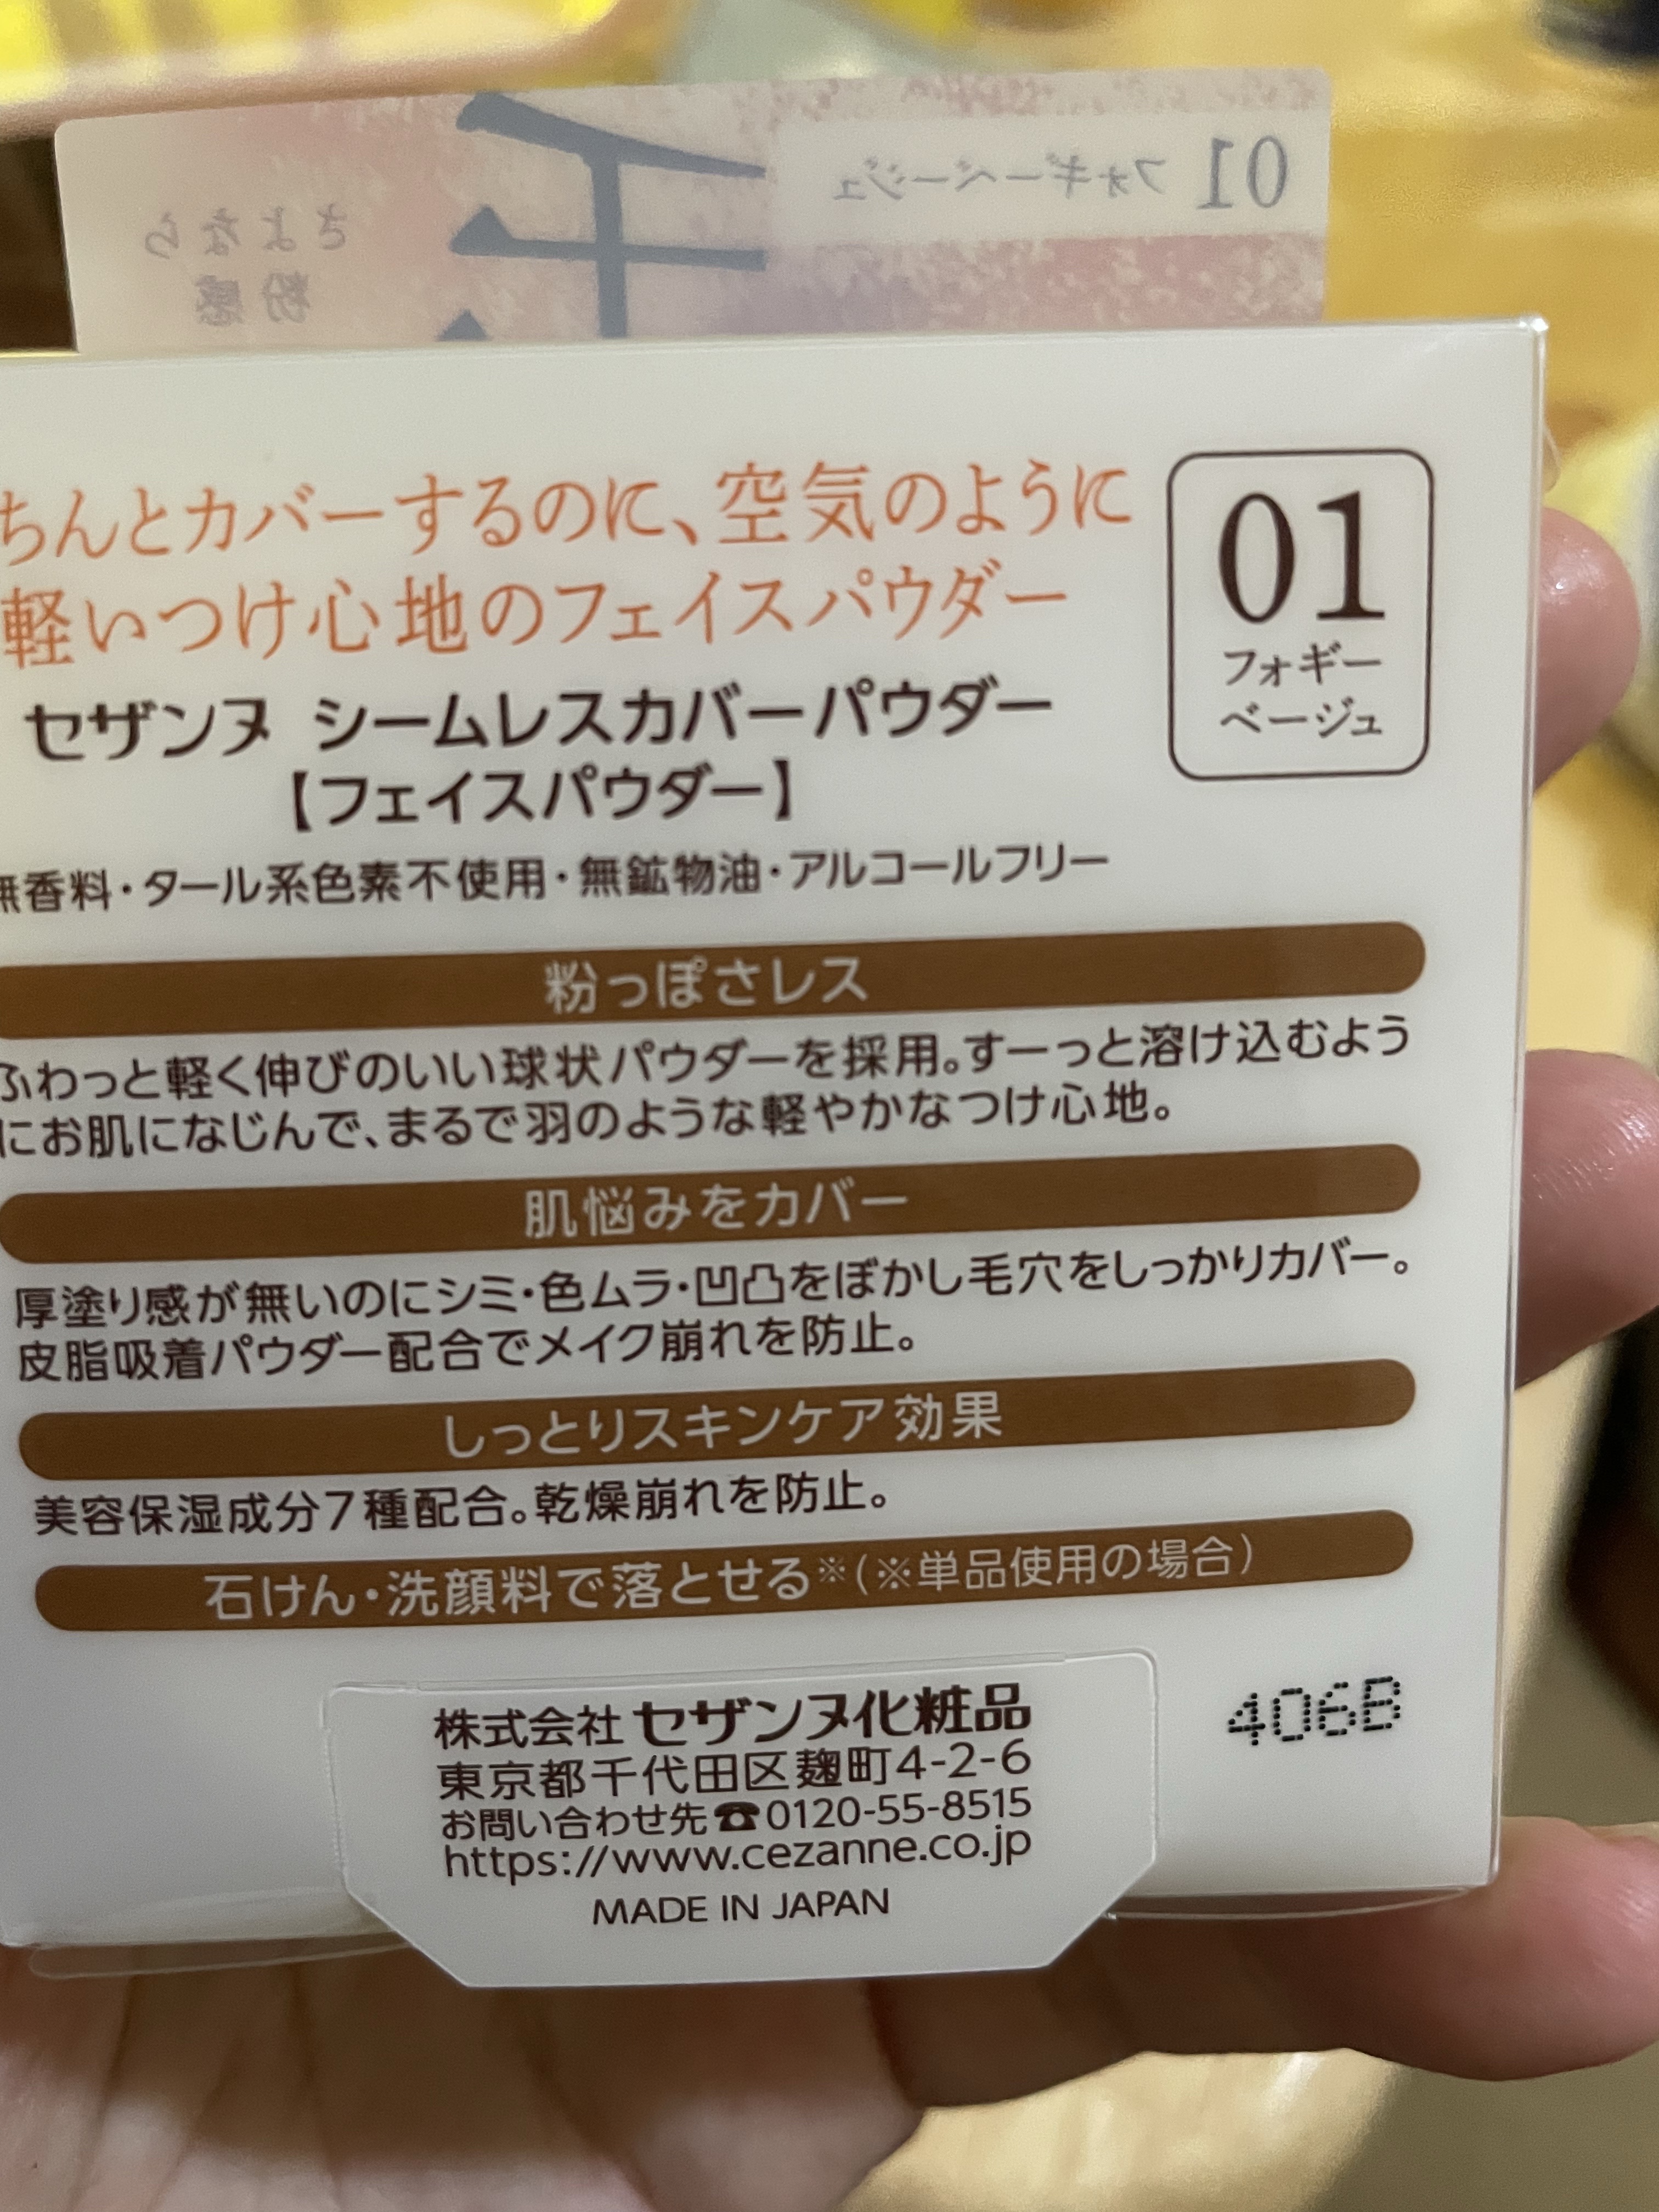 01 フォギーベージュ
さよなら
粉感
ちんとカバーするのに、空気のように
軽いつけ心地のフェイスパウダー
01
フォギー
ベージュ
セザンヌ シームレスカバーパウダー
【フェイスパウダー】
無香料・タール系色素不使用・無鉱物油・アルコールフリー
粉っぽさレス
ふわっと軽く伸びのいい球状パウダーを採用。すーっと溶け込むよう
にお肌になじんで、まるで羽のような軽やかなつけ心地。
肌悩みをカバー
厚塗り感が無いのにシミ・色ムラ・凹凸をぼかし毛穴をしっかりカバー。
皮脂吸着パウダー配合でメイク崩れを防止。
しっとりスキンケア効果
美容保湿成分7種配合。乾燥崩れを防止。
石けん・洗顔料で落とせる※(※単品使用の場合)
株式会社 セザンヌ化粧品
東京都千代田区麹町4-2-6
お問い合わせ先☎0120-55-8515
https://www.cezanne.co.jp
MADE IN JAPAN
406B